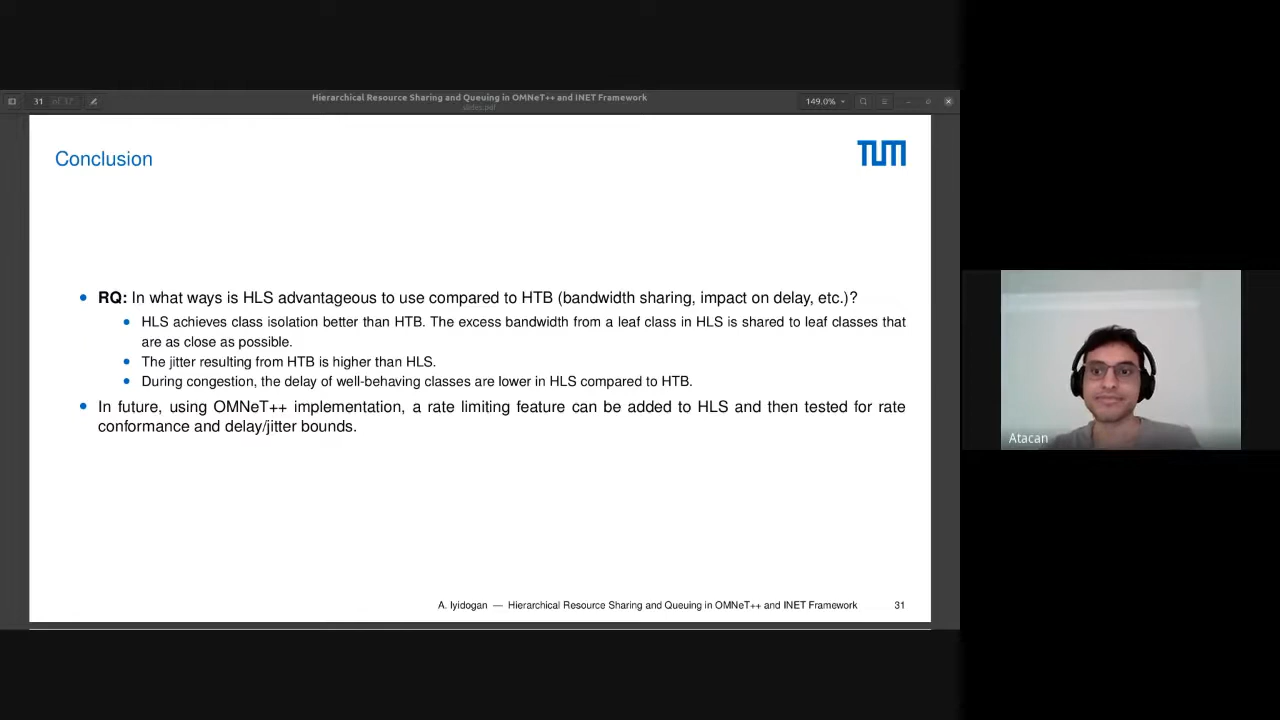 31 of 37
Hierarchical Resource Sharing and Queuing in OMNeT++ and INET Framework
slides.pdf
149.0%
Conclusion
TUM
RQ: In what ways is HLS advantageous to use compared to HTB (bandwidth sharing, impact on delay, etc.)?
HLS achieves class isolation better than HTB. The excess bandwidth from a leaf class in HLS is shared to leaf classes that
are as close as possible.
The jitter resulting from HTB is higher than HLS.
During congestion, the delay of well-behaving classes are lower in HLS compared to HTB.
In future, using OMNeT++ implementation, a rate limiting feature can be added to HLS and then tested for rate
conformance and delay/jitter bounds.
Atacan
A. Iyidogan — Hierarchical Resource Sharing and Queuing in OMNeT++ and INET Framework 31